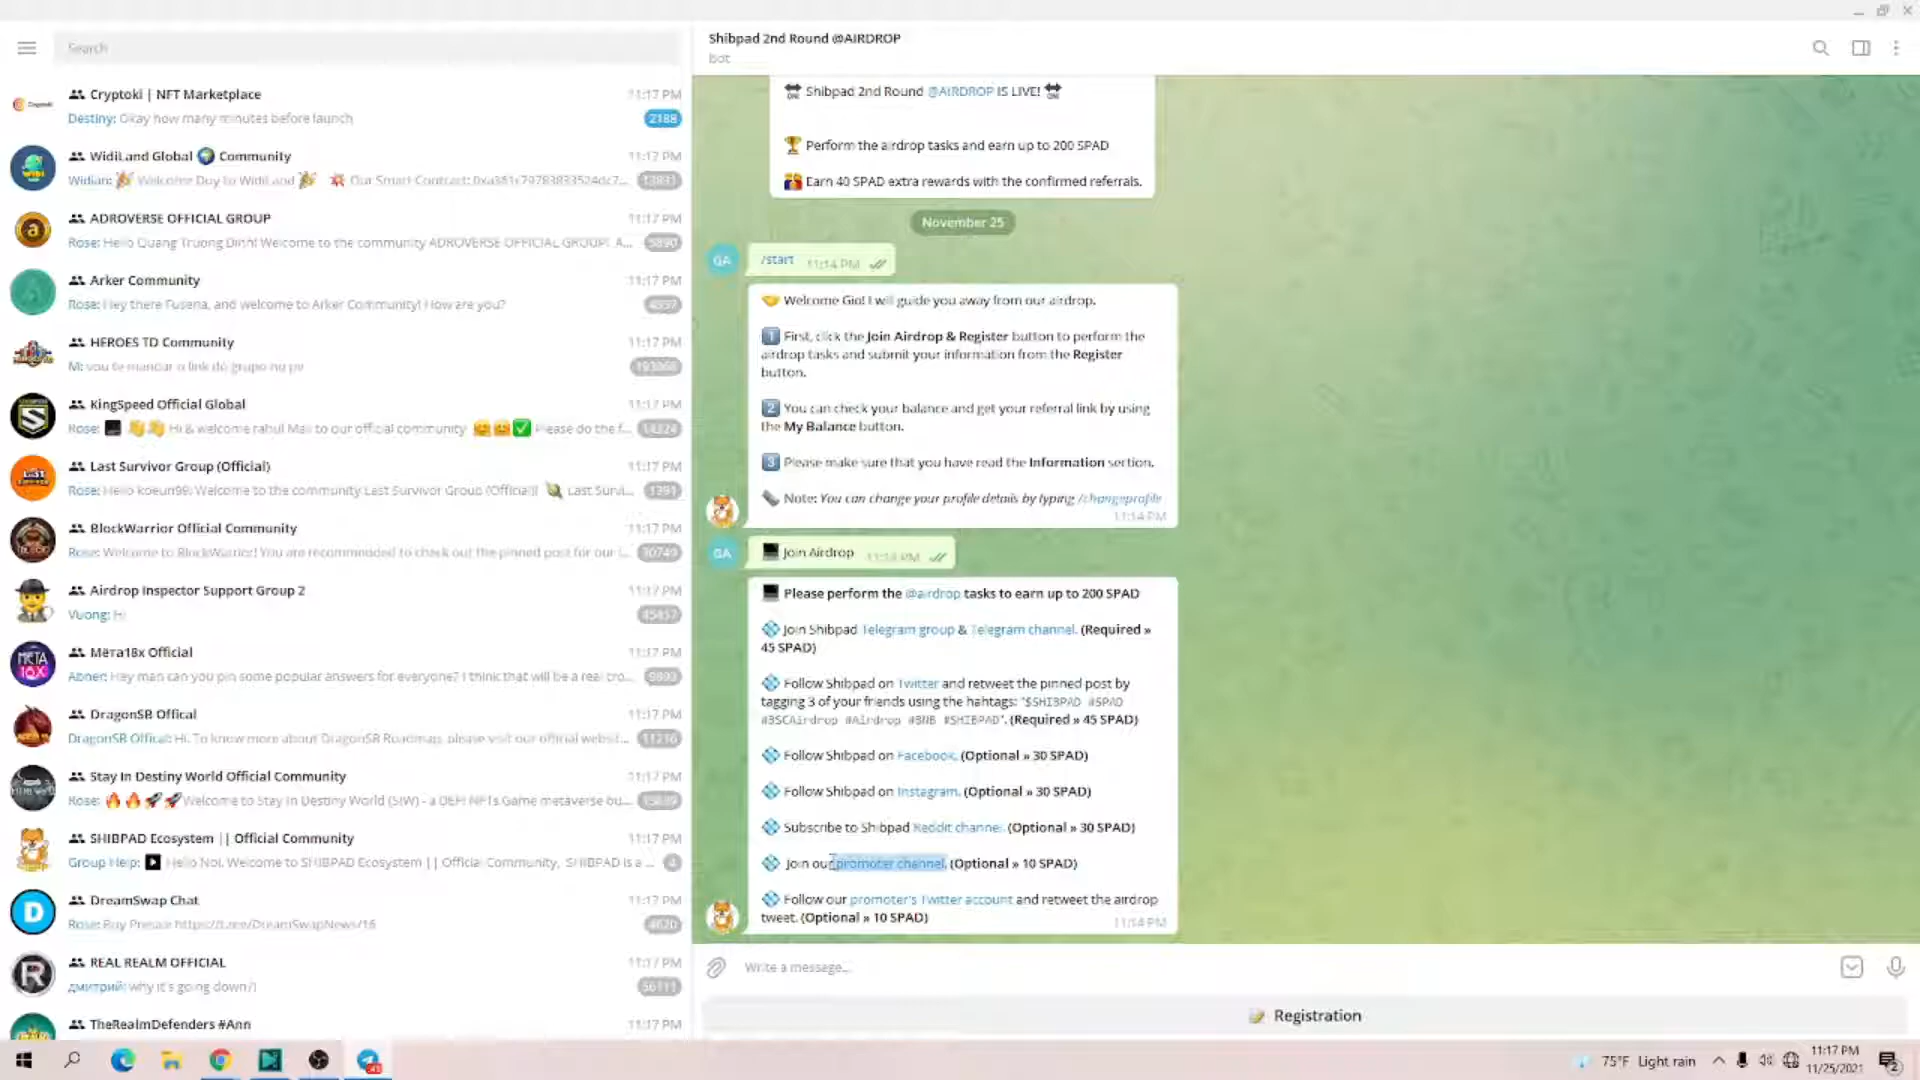 Search
Cryptoki | NFT Marketplace 11:17 PM
Destiny: Okay how many minutes before launch 2188
WidiLand Global Community 11:17 PM
Widian: Welcome Day to WidiLand Our Smart Contract:
ADROVERSE OFFICIAL GROUP 11:17 PM
Rose: Hello Quang Truong Dinh! Welcome to the community ADROVERSE OFFICIAL GROUP! A... 5890
Arker Community 11:17 PM
Rose: Hey there Fusena, and welcome to Arker Community! How are you?
HEROES TD Community 11:17 PM
M: vou te mandar o link do grupo no pv
KingSpeed Official Global 11:17 PM
Rose: Hi & welcome rahul Mali to our official community Please do the f... 14324
Last Survivor Group (Official) 11:17 PM
Rose: Hello koeun99! Welcome to the community Last Survivor Group (Official)! Last Survi... 1391
BlockWarrior Official Community 11:17 PM
Rose: Welcome to BlockWarrior! You are recommended to check out the pinned post for our i... 30749
Airdrop Inspector Support Group 2 11:17 PM
Vuong: Hi 45457
META 18X
Meta18x Official 11:17 PM
Abner: Hey man can you pin some popular answers for everyone? I think that will be a real cro... 9893
DragonSB Offical 11:17 PM
DragonSB Offical: Hi. To know more about DragonSB Roadmap, please visit our official websit... 11216
Stay In Destiny World Official Community 11:17 PM
Rose: Welcome to Stay In Destiny World (SIW) - a DEFI NFTs Game metaverse bu...
SHIBPAD Ecosystem || Official Community 11:17 PM
Group Help: Hello Noi, Welcome to SHIBPAD Ecosystem || Official Community, SHIBPAD is a ... 4
D
DreamSwap Chat 11:17 PM
Rose: Buy Presale https://t.me/DreamSwapNews/16 4620
R
REAL REALM OFFICIAL 11:17 PM
дмитрий: why it's going down?) 56111
TheRealmDefenders #Ann 11:17 PM
Shibpad 2nd Round @AIRDROP
bot
Shibpad 2nd Round @AIRDROP IS LIVE!
Perform the airdrop tasks and earn up to 200 SPAD
Earn 40 SPAD extra rewards with the confirmed referrals.
November 25
GA /start 11:14 PM
Welcome Gio! I will guide you away from our airdrop.
1 First, click the Join Airdrop & Register button to perform the
airdrop tasks and submit your information from the Register
button.
2 You can check your balance and get your referral link by using
the My Balance button.
3 Please make sure that you have read the Information section.
Note: You can change your profile details by typing /changeprofile
11:14 PM
GA Join Airdrop 11:14 PM
Please perform the @airdrop tasks to earn up to 200 SPAD
Join Shibpad Telegram group & Telegram channel. (Required »
45 SPAD)
Follow Shibpad on Twitter and retweet the pinned post by
tagging 3 of your friends using the hahtags: "$SHIBPAD #SPAD
#BSCAirdrop #Airdrop #BNB #SHIBPAD". (Required » 45 SPAD)
Follow Shibpad on Facebook. (Optional » 30 SPAD)
Follow Shibpad on Instagram. (Optional » 30 SPAD)
Subscribe to Shibpad Reddit channel. (Optional » 30 SPAD)
Join our promoter channel. (Optional » 10 SPAD)
Follow our promoter's Twitter account and retweet the airdrop
tweet. (Optional » 10 SPAD) 11:14 PM
Write a message...
Registration
75°F Light rain
11:17 PM
11/25/2021
2